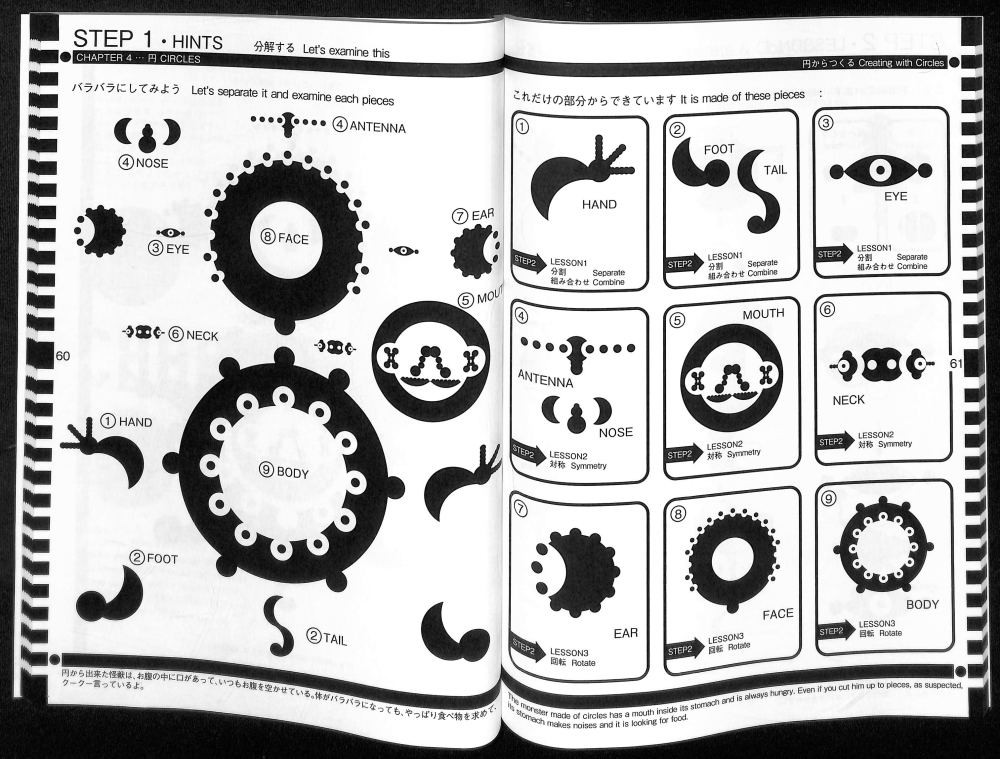 STEP 1・HINTS 分解する Let's examine this
CHAPTER 4 … 円 CIRCLES
バラバラにしてみよう Let's separate it and examine each pieces
④NOSE
④ANTENNA
③EYE
⑧FACE
⑦EAR
⑤MOUT
⑥NECK
60
①HAND
⑨BODY
②FOOT
②TAIL
円から出来た怪獣は、お腹の中に口があって、いつもお腹を空かせている。体がバラバラになっても、やっぱり食べ物を求めて、
クークー言っているよ。
円からつくる Creating with Circles
これだけの部分からできています It is made of these pieces :
①
HAND
STEP2
LESSON1
分割 Separate
組み合わせ Combine
②
FOOT
TAIL
STEP2
LESSON1
分割 Separate
組み合わせ Combine
③
EYE
STEP2
LESSON1
分割 Separate
組み合わせ Combine
④
ANTENNA
NOSE
STEP2
LESSON2
対称 Symmetry
⑤
MOUTH
STEP2
LESSON2
対称 Symmetry
⑥
NECK
STEP2
LESSON2
対称 Symmetry
61
⑦
EAR
STEP2
LESSON3
回転 Rotate
⑧
FACE
STEP2
LESSON3
回転 Rotate
⑨
BODY
STEP2
LESSON3
回転 Rotate
The monster made of circles has a mouth inside its stomach and is always hungry. Even if you cut him up to pieces, as suspected,
its stomach makes noises and it is looking for food.